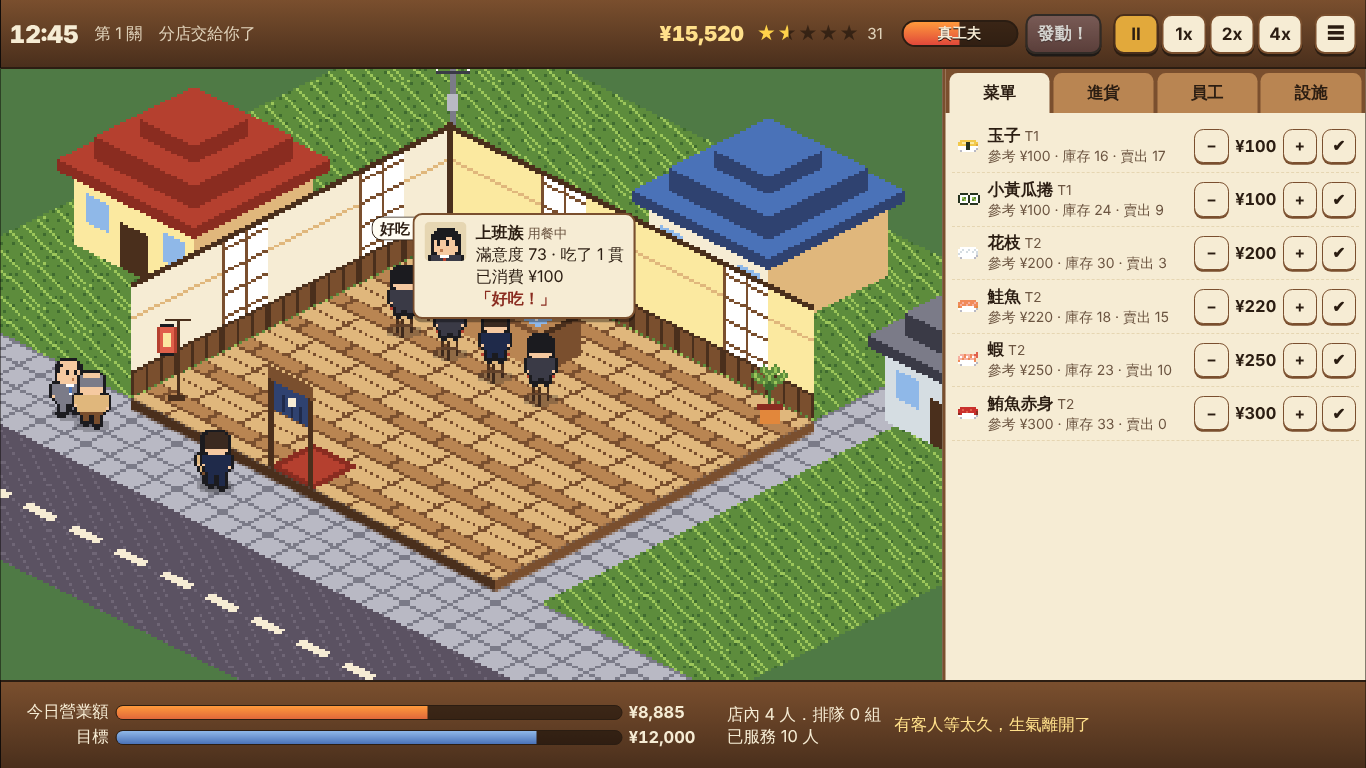 12:45 第 1 關 分店交給你了 ¥15,520 31 真工夫 發動！ II 1x 2x 4x
菜單 進貨 員工 設施
玉子 T1
參考 ¥100 · 庫存 16 · 賣出 17
− ¥100 + ✔
小黃瓜捲 T1
參考 ¥100 · 庫存 24 · 賣出 9
− ¥100 + ✔
花枝 T2
參考 ¥200 · 庫存 30 · 賣出 3
− ¥200 + ✔
鮭魚 T2
參考 ¥220 · 庫存 18 · 賣出 15
− ¥220 + ✔
蝦 T2
參考 ¥250 · 庫存 23 · 賣出 10
− ¥250 + ✔
鮪魚赤身 T2
參考 ¥300 · 庫存 33 · 賣出 0
− ¥300 + ✔
好吃
上班族 用餐中
滿意度 73 · 吃了 1 貫
已消費 ¥100
「好吃！」
今日營業額 ¥8,885
目標 ¥12,000
店內 4 人．排隊 0 組
已服務 10 人
有客人等太久，生氣離開了